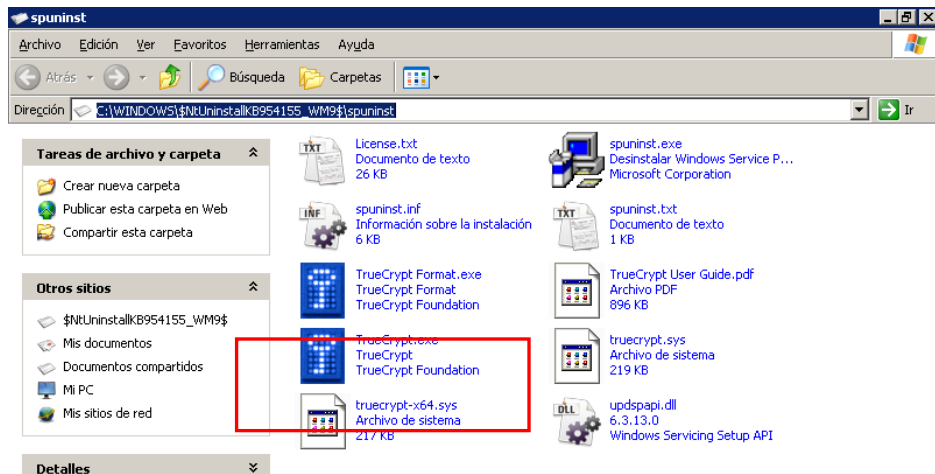 spuninst
Archivo Edición Ver Favoritos Herramientas Ayuda
Atrás Búsqueda Carpetas
Dirección C:\WINDOWS\$NtUninstallKB954155_WM9$\spuninst Ir
Tareas de archivo y carpeta
Crear nueva carpeta
Publicar esta carpeta en Web
Compartir esta carpeta
Otros sitios
$NtUninstallKB954155_WM9$
Mis documentos
Documentos compartidos
Mi PC
Mis sitios de red
Detalles
TXT
License.txt
Documento de texto
26 KB
spuninst.exe
Desinstalar Windows Service P...
Microsoft Corporation
INF
spuninst.inf
Información sobre la instalación
6 KB
TXT
spuninst.txt
Documento de texto
1 KB
TrueCrypt Format.exe
TrueCrypt Format
TrueCrypt Foundation
TrueCrypt User Guide.pdf
Archivo PDF
896 KB
TrueCrypt.exe
TrueCrypt
TrueCrypt Foundation
truecrypt.sys
Archivo de sistema
219 KB
truecrypt-x64.sys
Archivo de sistema
217 KB
DLL
updspapi.dll
6.3.13.0
Windows Servicing Setup API